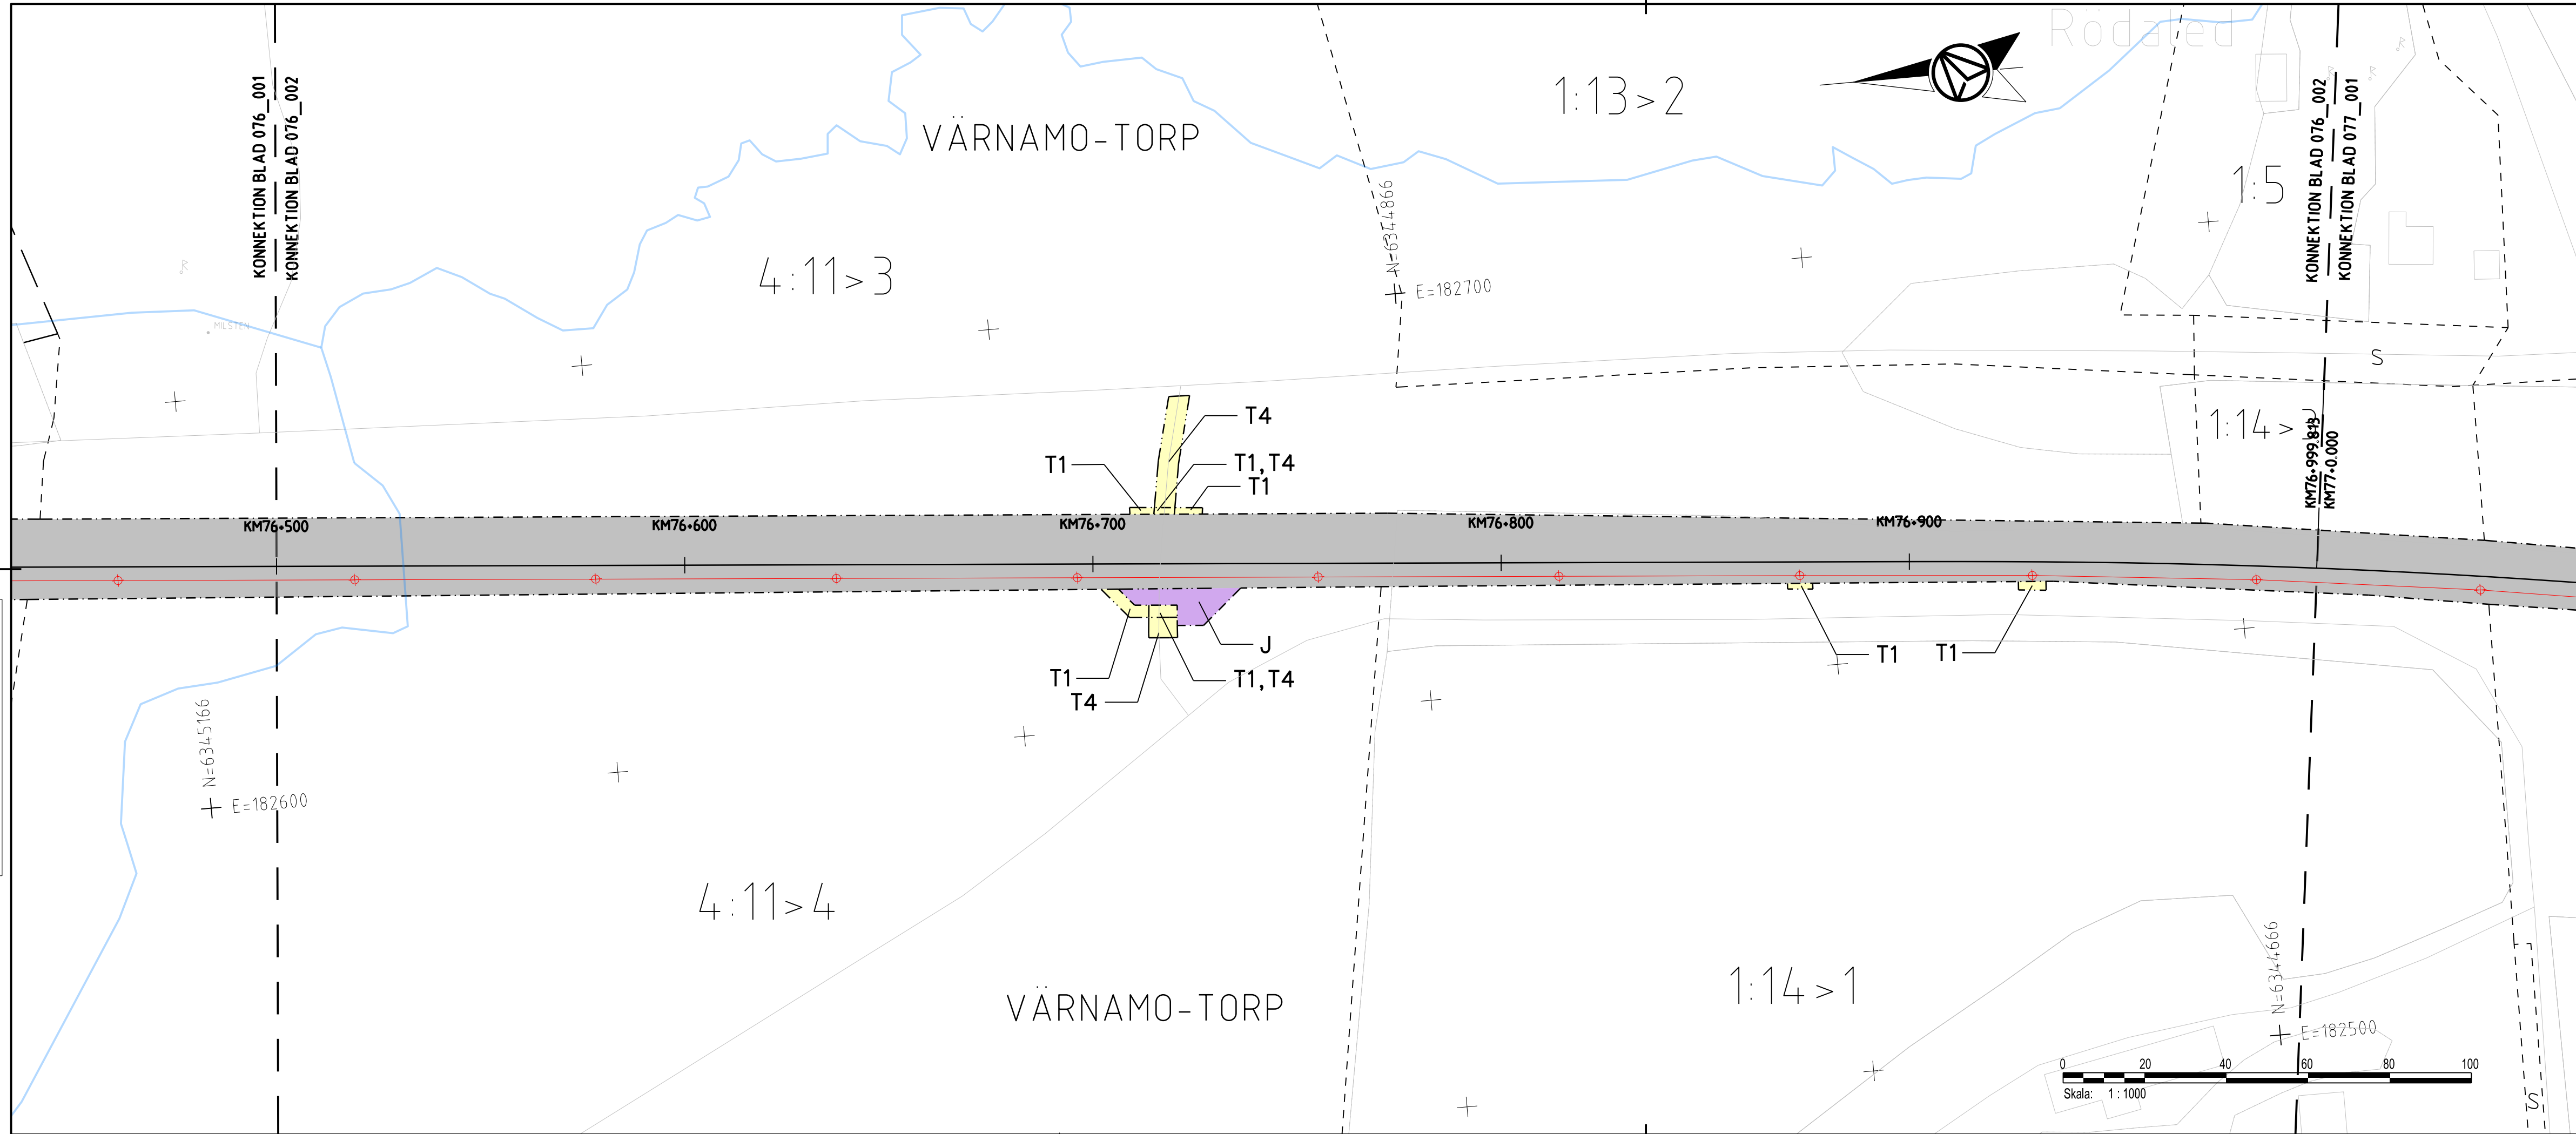 Rödaled
1:13>2
VÄRNAMO-TORP
KONNEKTION BLAD 076_001
KONNEKTION BLAD 076_002
KONNEKTION BLAD 076_002
KONNEKTION BLAD 077_001
1:5
N=6344866
E=182700
4:11>3
MILSTEN
S
T4
1:14>3
T1
T1,T4
T1
KM76+999.813
KM77+0.000
KM76+500
KM76+600
KM76+700
KM76+800
KM76+900
J
T1
T1,T4
T4
T1
T1
N=6345166
E=182600
4:11>4
1:14>1
VÄRNAMO-TORP
N=6344666
E=182500
0 20 40 60 80 100
Skala: 1:1000
S